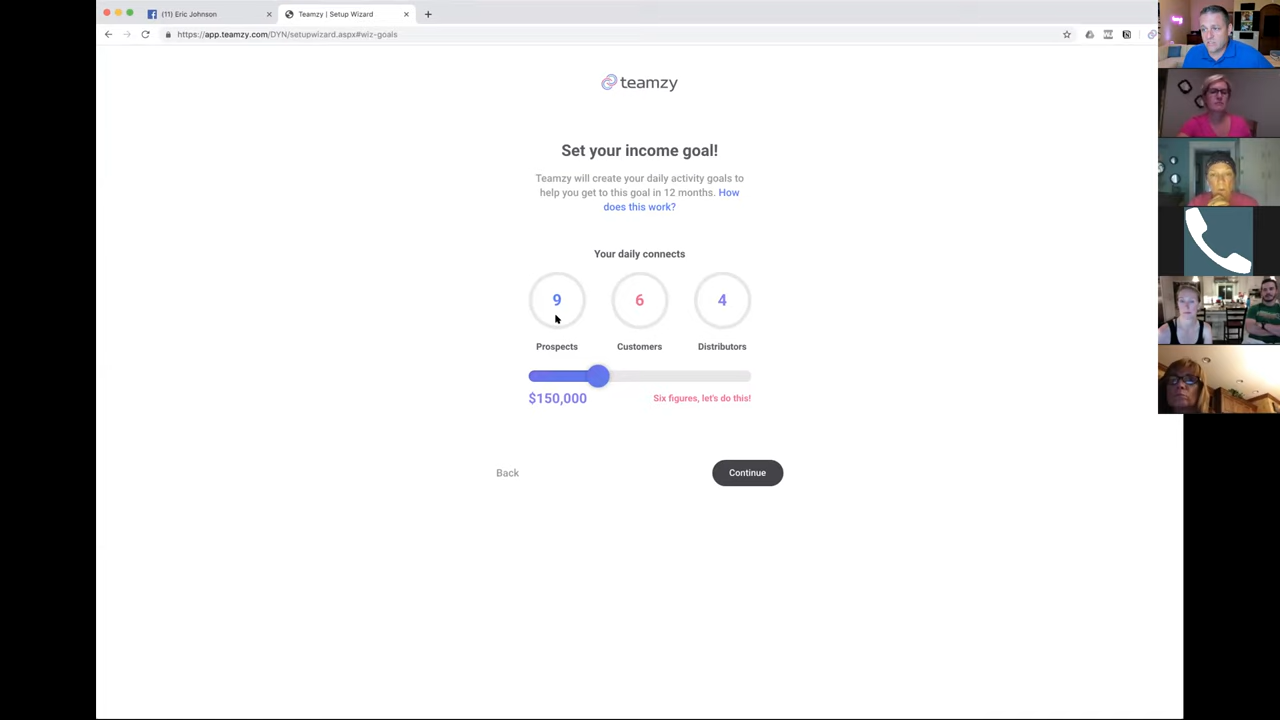 (11) Eric Johnson
Teamzy | Setup Wizard
https://app.teamzy.com/DYN/setupwizard.aspx#wiz-goals
teamzy
Set your income goal!
Teamzy will create your daily activity goals to
help you get to this goal in 12 months. How
does this work?
Your daily connects
9 6 4
Prospects Customers Distributors
$150,000 Six figures, let's do this!
Back Continue